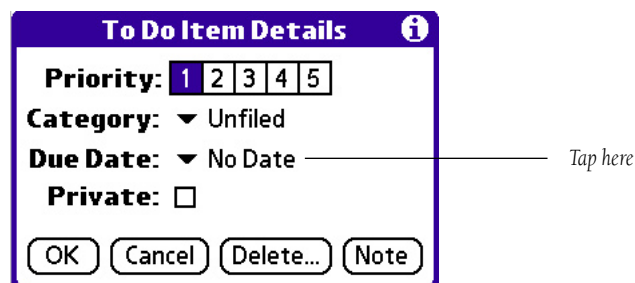 To Do Item Details
Priority: 1 2 3 4 5
Category: Unfiled
Due Date: No Date Tap here
Private:
OK Cancel Delete... Note